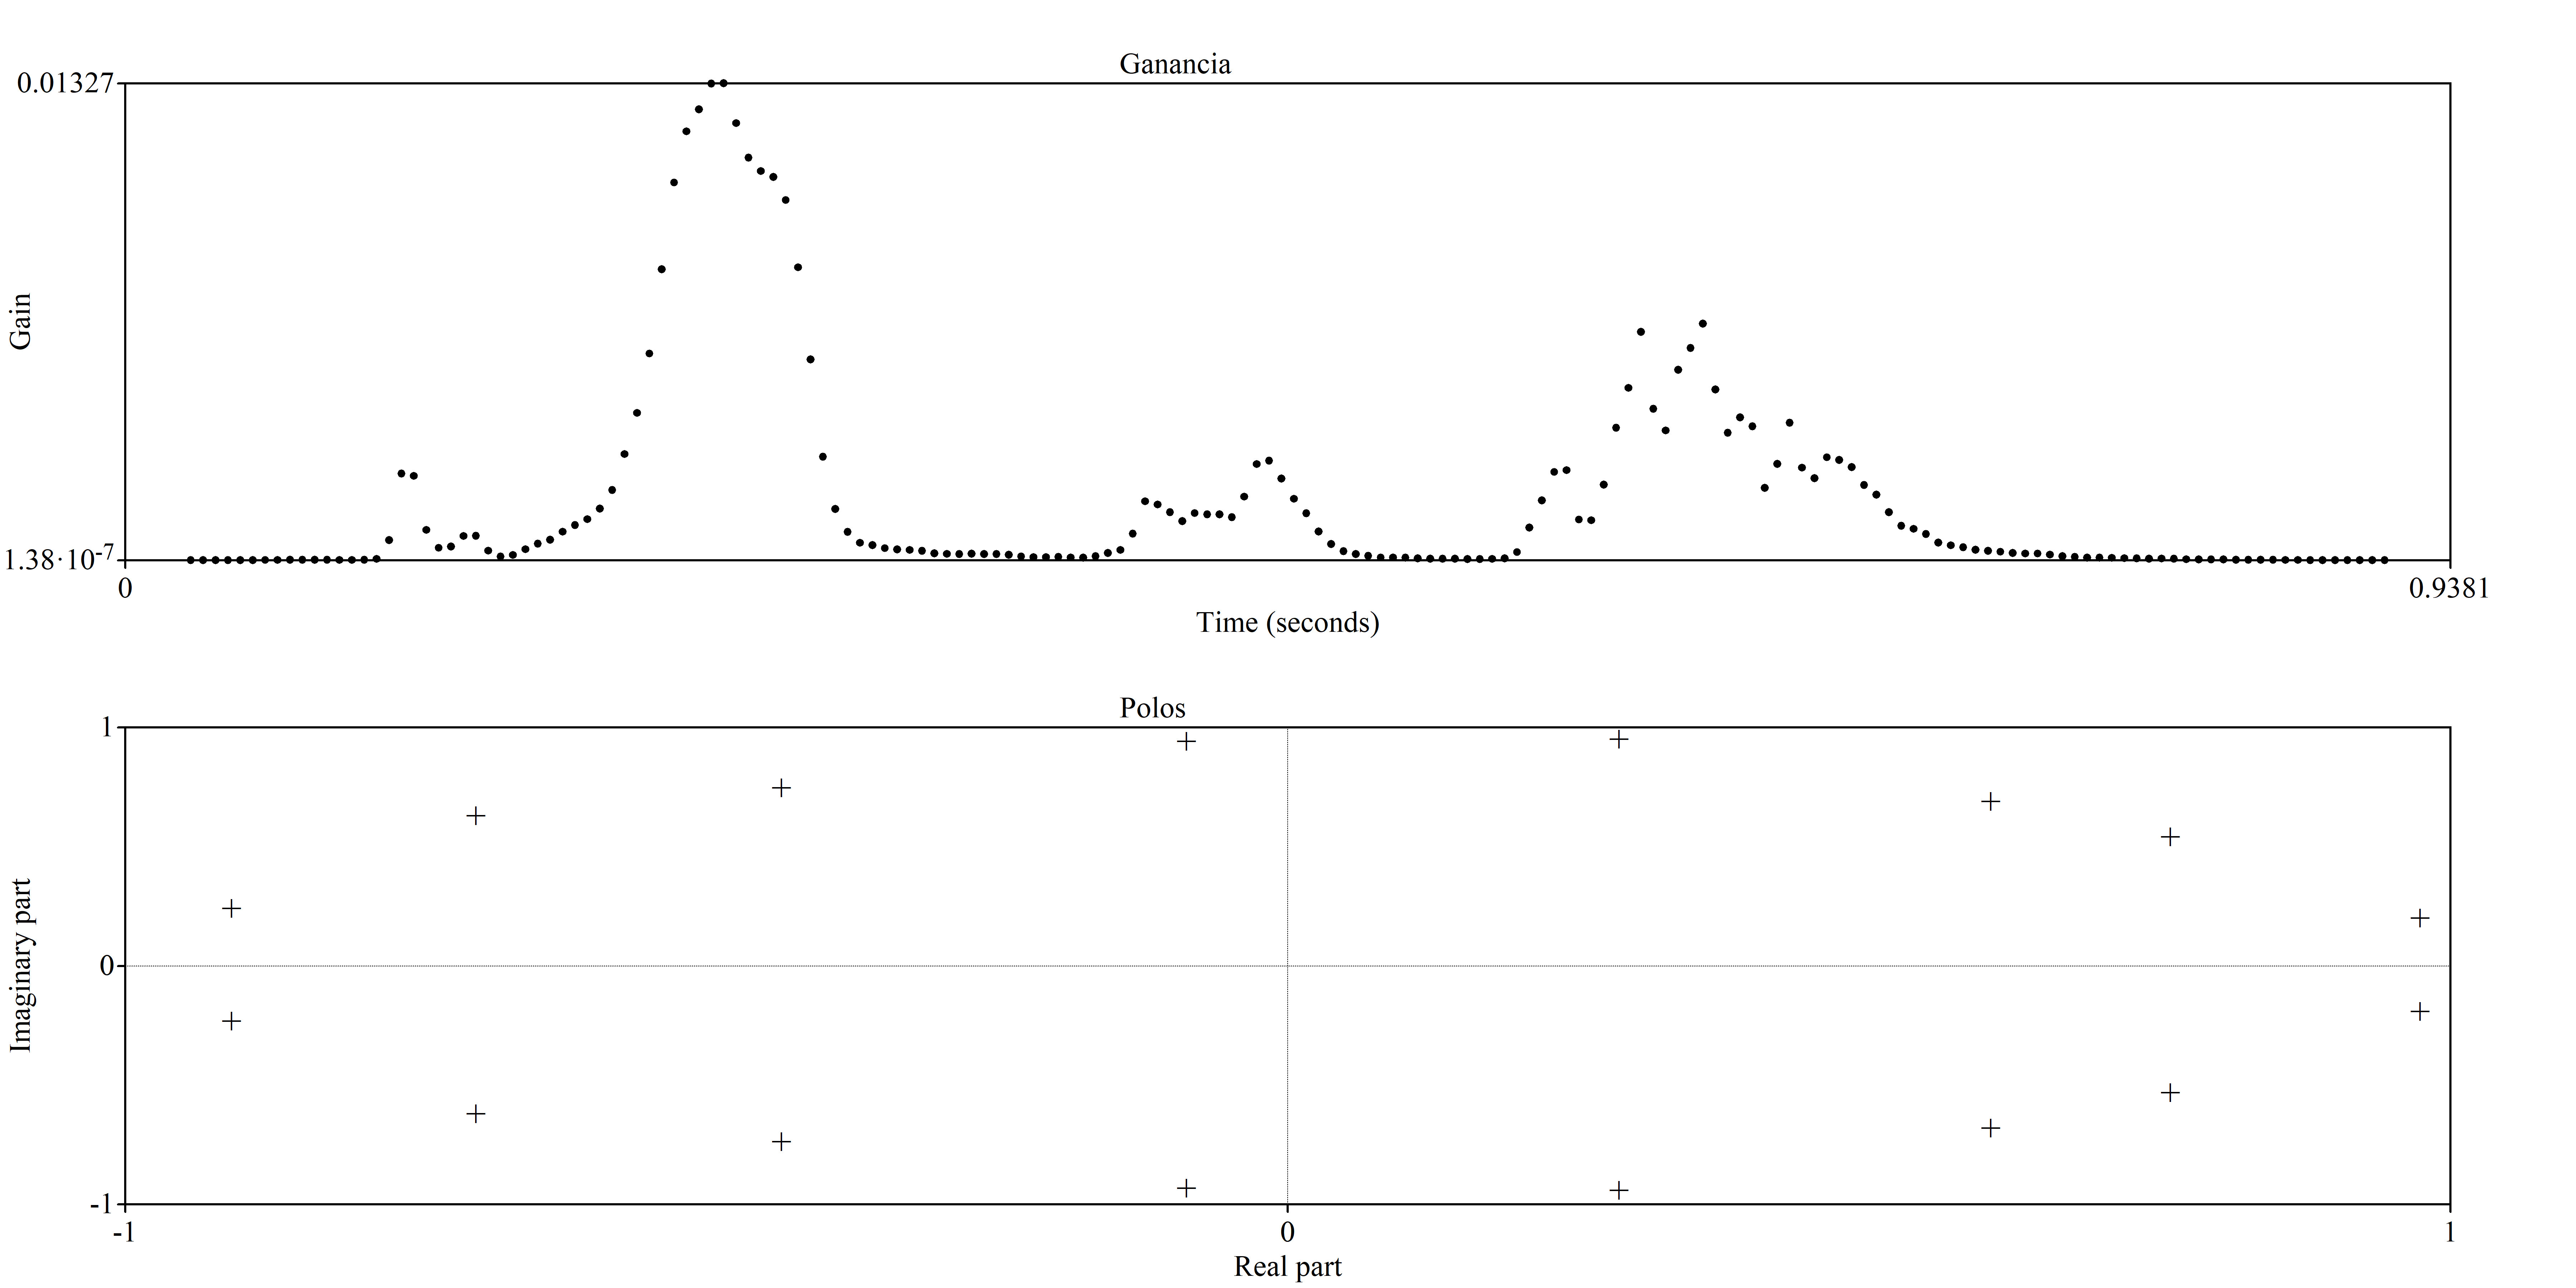 Ganancia
0.01327
Gain
1.38·10⁻⁷
0
0.9381
Time (seconds)
Polos
1
Imaginary part
0
-1
-1
0
1
Real part